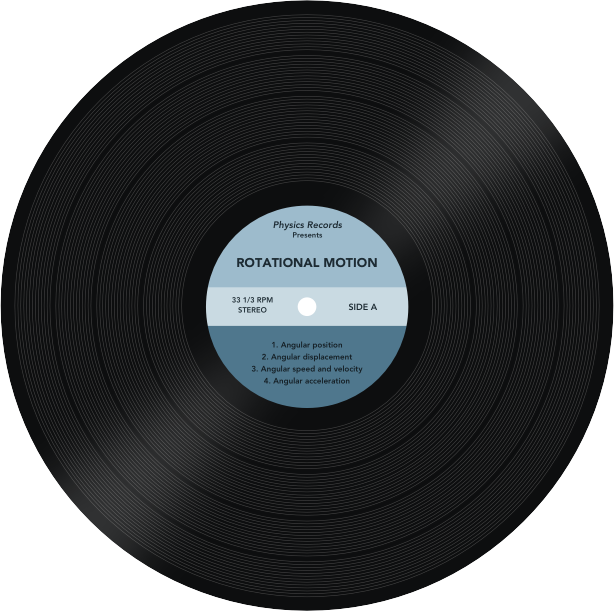 Physics Records
Presents
ROTATIONAL MOTION
33 1/3 RPM
STEREO
SIDE A
1. Angular position
2. Angular displacement
3. Angular speed and velocity
4. Angular acceleration